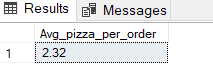 Results Messages
Avg_pizza_per_order
1 2.32